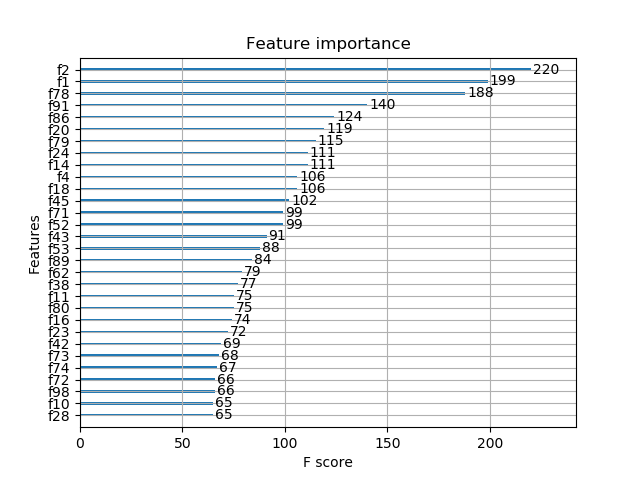 Feature importance
f2 220
f1 199
f78 188
f91 140
f86 124
f20 119
f79 115
f24 111
f14 111
f4 106
f18 106
f45 102
f71 99
f52 99
f43 91
f53 88
f89 84
f62 79
f38 77
f11 75
f80 75
f16 74
f23 72
f42 69
f73 68
f74 67
f72 66
f98 66
f10 65
f28 65
Features
0 50 100 150 200
F score